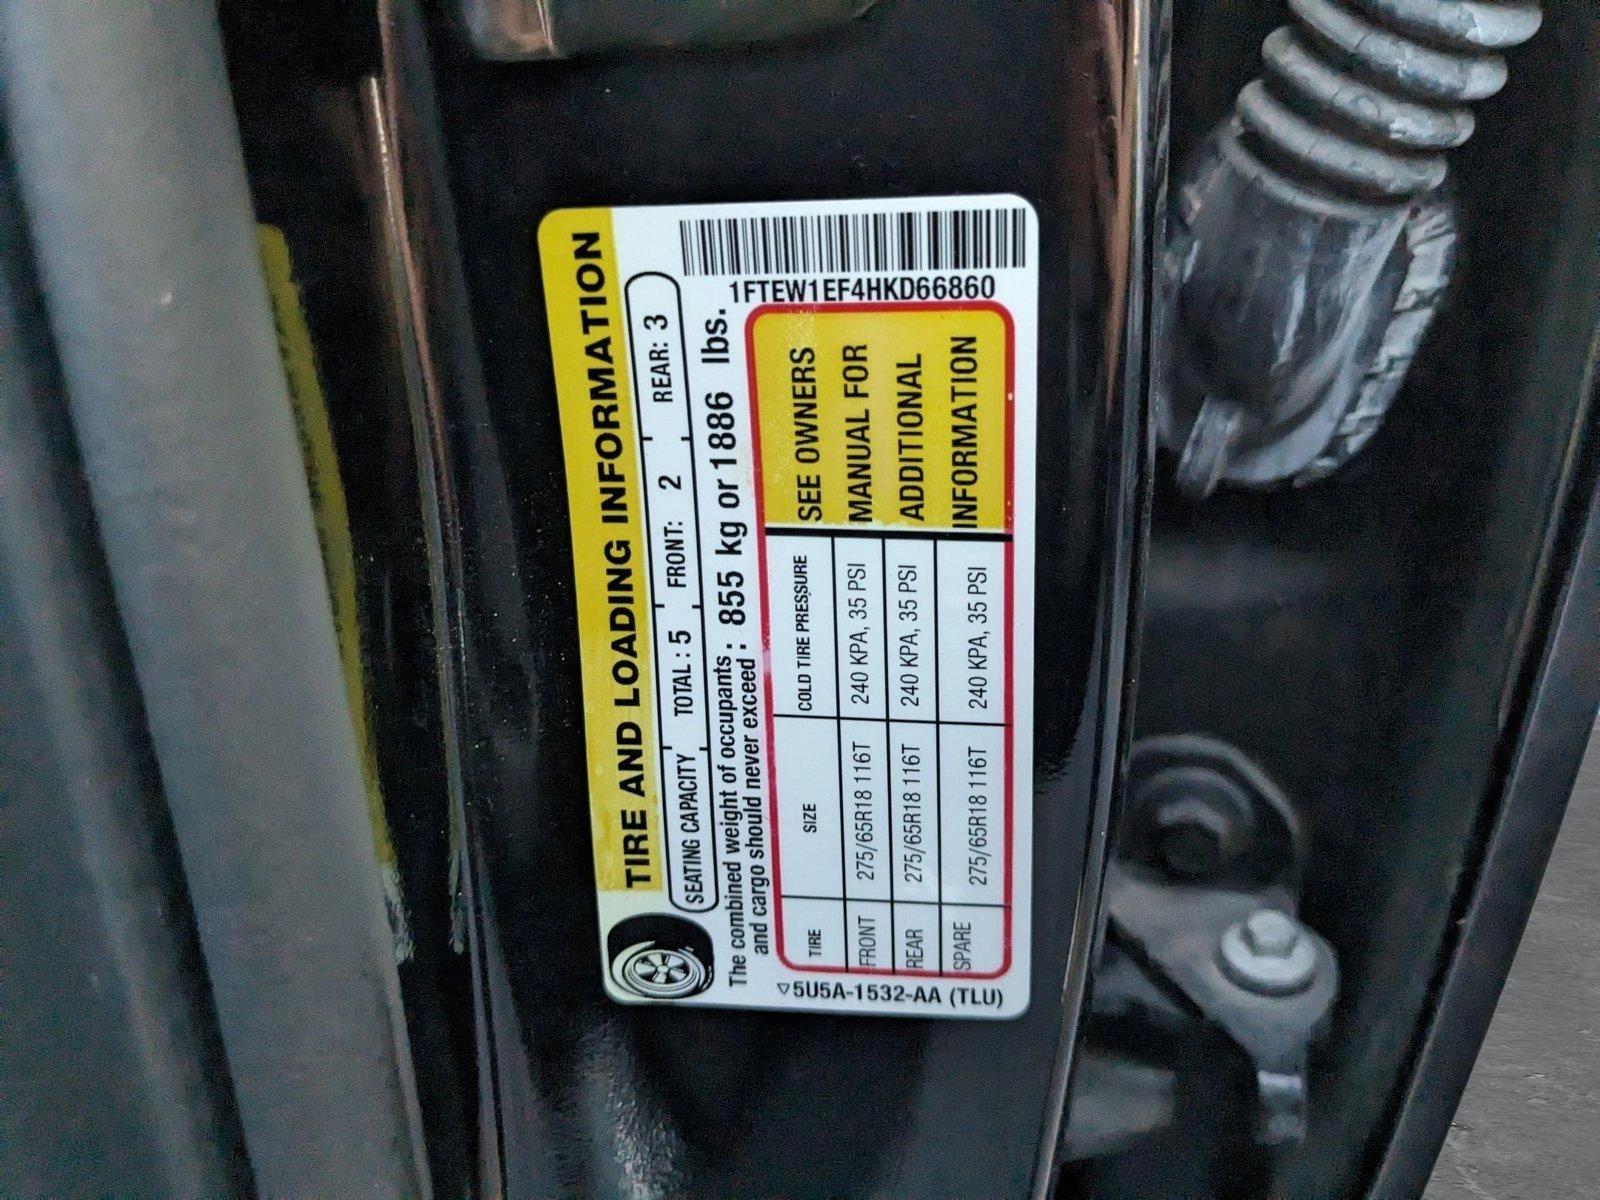 TIRE AND LOADING INFORMATION
SEATING CAPACITY TOTAL : 5 FRONT: 2 REAR: 3
The combined weight of occupants and cargo should never exceed : 855 kg or 1886 lbs.
TIRE SIZE COLD TIRE PRESSURE
FRONT 275/65R18 116T 240 KPA, 35 PSI
REAR 275/65R18 116T 240 KPA, 35 PSI
SPARE 275/65R18 116T 240 KPA, 35 PSI
SEE OWNERS
MANUAL FOR
ADDITIONAL
INFORMATION
5U5A-1532-AA (TLU)
1FTEW1EF4HKD66860